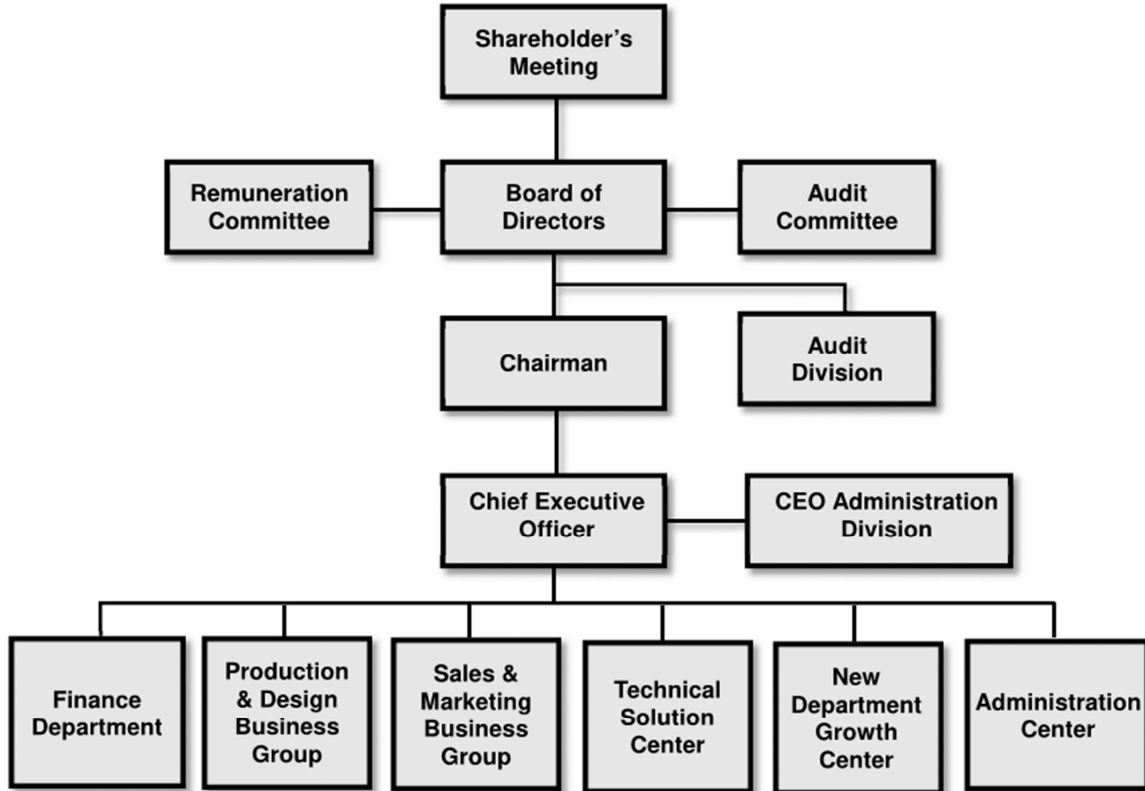 Shareholder's
Meeting
Remuneration
Committee
Board of
Directors
Audit
Committee
Chairman
Audit
Division
Chief Executive
Officer
CEO Administration
Division
Finance
Department
Production
& Design
Business
Group
Sales &
Marketing
Business
Group
Technical
Solution
Center
New
Department
Growth
Center
Administration
Center